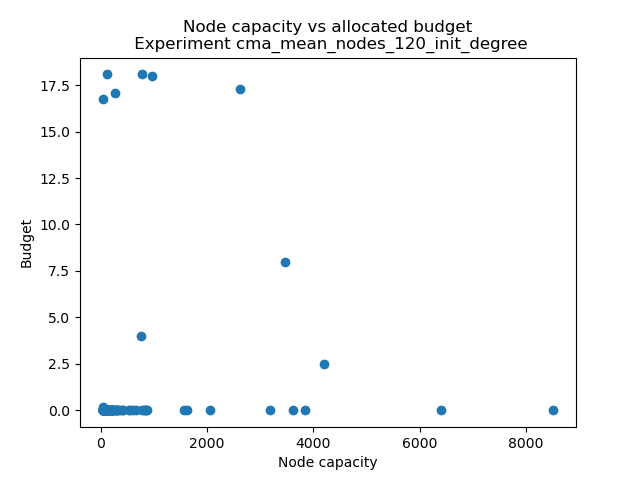 Node capacity vs allocated budget
Experiment cma_mean_nodes_120_init_degree
17.5
15.0
12.5
10.0
7.5
5.0
2.5
0.0
Budget
0 2000 4000 6000 8000
Node capacity